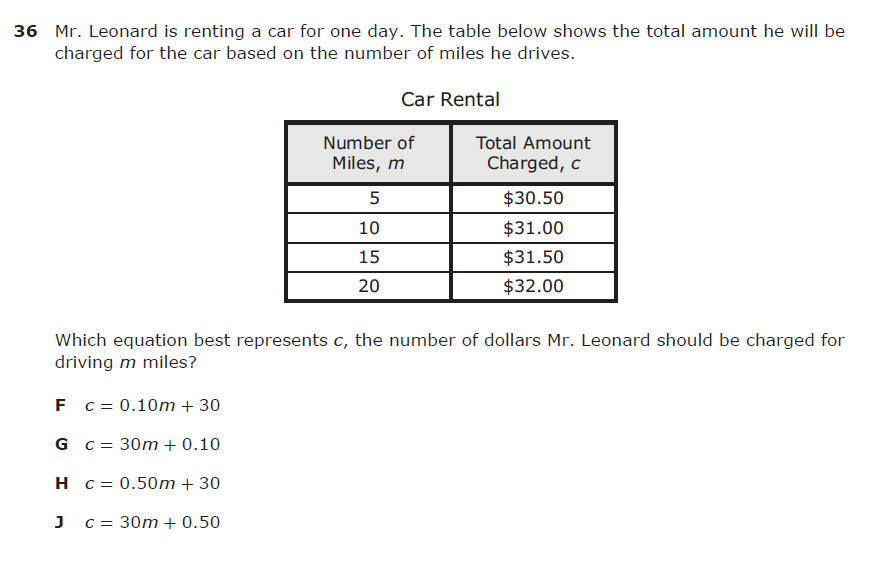 36 Mr. Leonard is renting a car for one day. The table below shows the total amount he will be
charged for the car based on the number of miles he drives.
Car Rental
Number of Miles, m Total Amount Charged, c
5 $30.50
10 $31.00
15 $31.50
20 $32.00
Which equation best represents c, the number of dollars Mr. Leonard should be charged for
driving m miles?
F c = 0.10m + 30
G c = 30m + 0.10
H c = 0.50m + 30
J c = 30m + 0.50